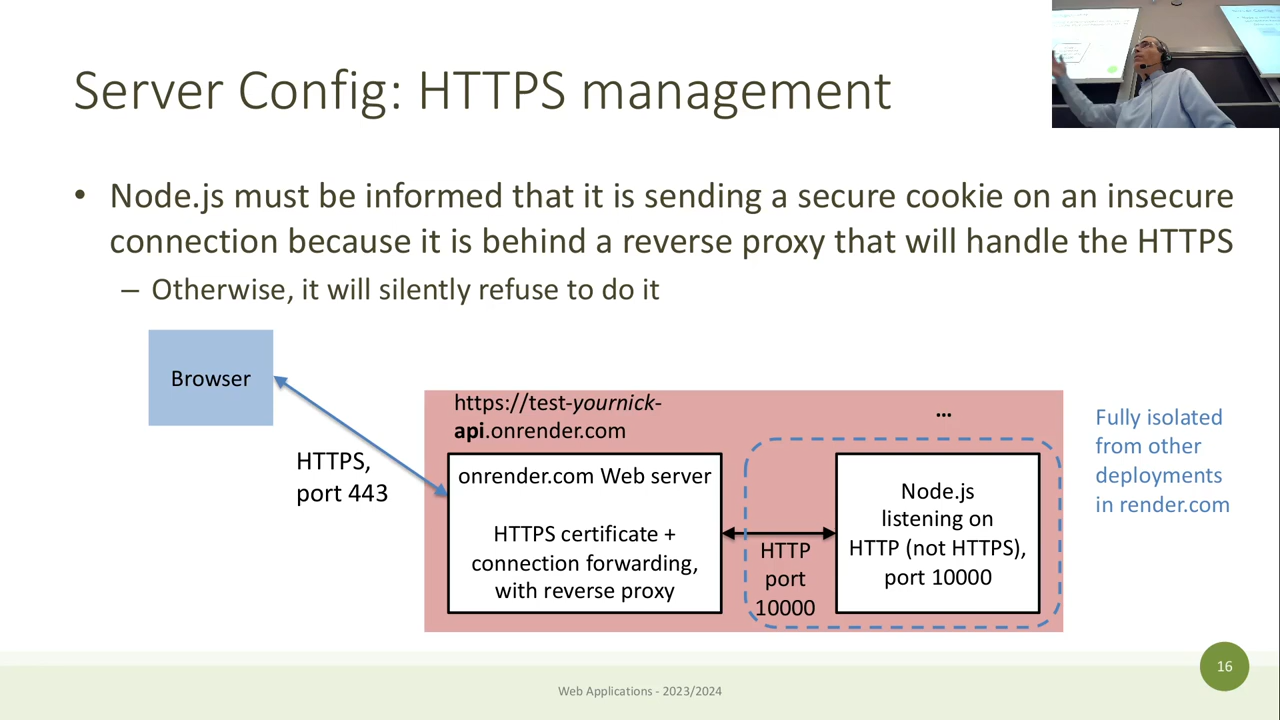 Server Config: HTTPS management
• Node.js must be informed that it is sending a secure cookie on an insecure
connection because it is behind a reverse proxy that will handle the HTTPS
– Otherwise, it will silently refuse to do it
Browser
HTTPS,
port 443
https://test-yournick-
api.onrender.com
...
onrender.com Web server
HTTPS certificate +
connection forwarding,
with reverse proxy
HTTP
port
10000
Node.js
listening on
HTTP (not HTTPS),
port 10000
Fully isolated
from other
deployments
in render.com
Web Applications - 2023/2024
16